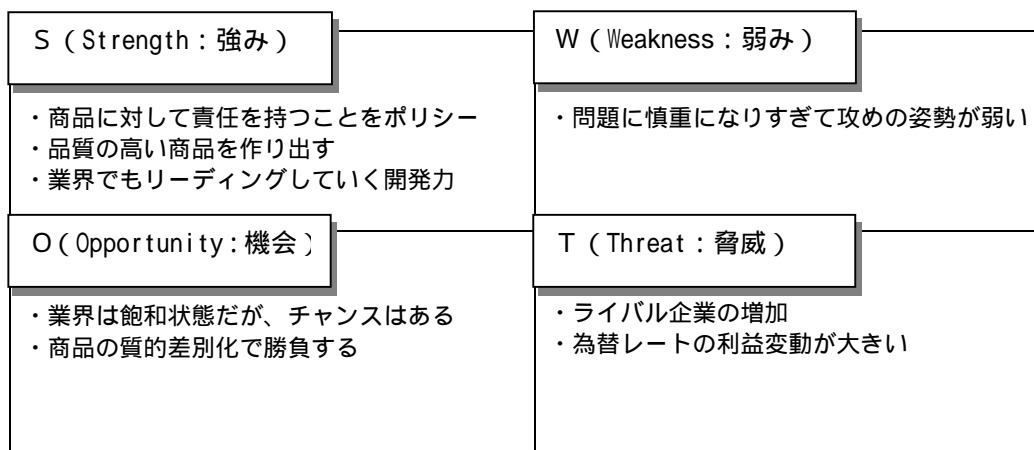 S（Strength：強み）
・商品に対して責任を持つことをポリシー
・品質の高い商品を作り出す
・業界でもリーディングしていく開発力
W（Weakness：弱み）
・問題に慎重になりすぎて攻めの姿勢が弱い
O（Opportunity：機会）
・業界は飽和状態だが、チャンスはある
・商品の質的差別化で勝負する
T（Threat：脅威）
・ライバル企業の増加
・為替レートの利益変動が大きい